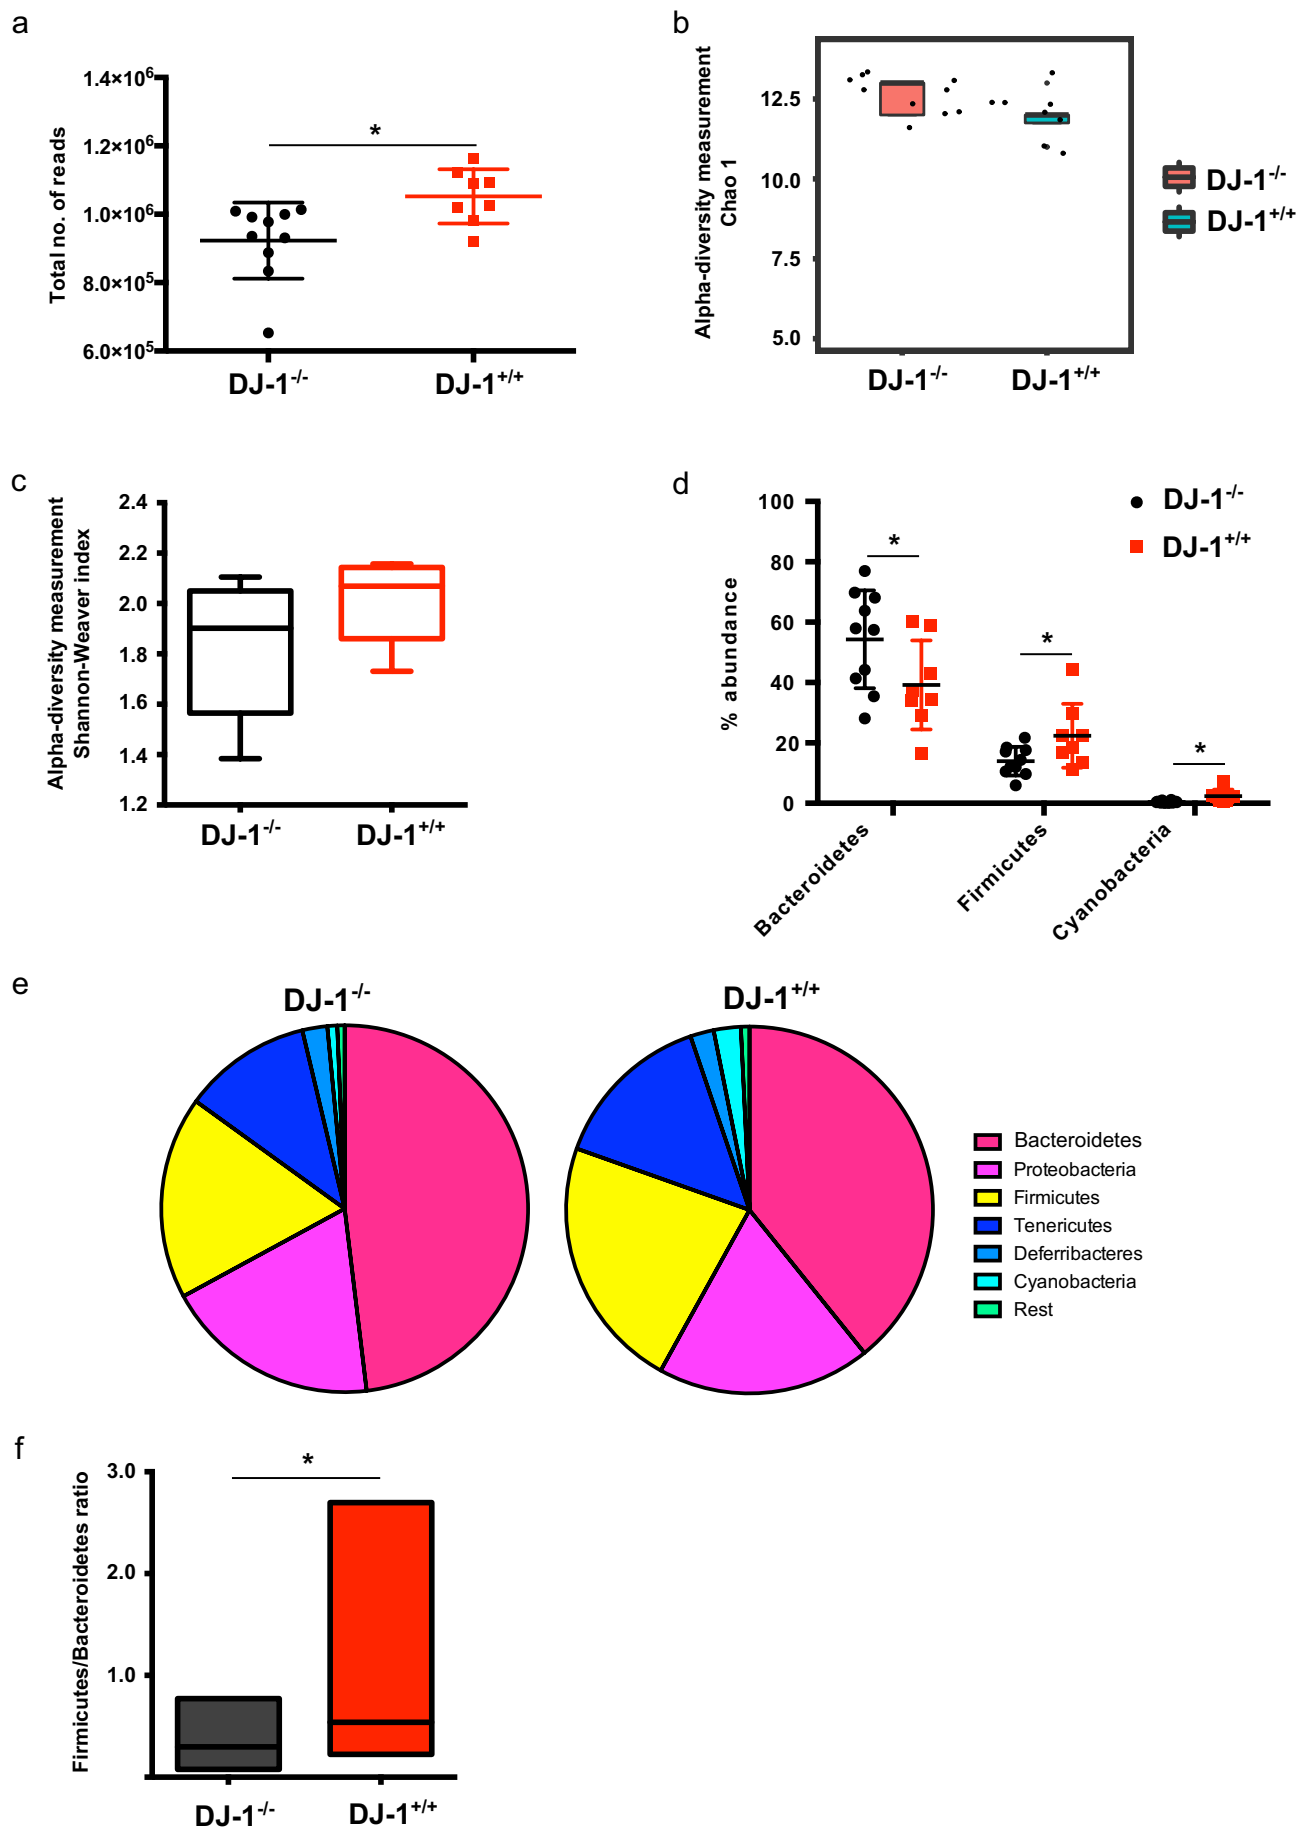 a
Total no. of reads
1.4×10⁶
1.2×10⁶
1.0×10⁶
8.0×10⁵
6.0×10⁵
*
DJ-1⁻/⁻
DJ-1⁺/⁺
b
Alpha-diversity measurement
Chao 1
12.5
10.0
7.5
5.0
DJ-1⁻/⁻
DJ-1⁺/⁺
DJ-1⁻/⁻
DJ-1⁺/⁺
c
Alpha-diversity measurement
Shannon-Weaver index
2.4
2.2
2.0
1.8
1.6
1.4
1.2
DJ-1⁻/⁻
DJ-1⁺/⁺
d
% abundance
100
80
60
40
20
0
*
*
*
DJ-1⁻/⁻
DJ-1⁺/⁺
Bacteroidetes
Firmicutes
Cyanobacteria
e
DJ-1⁻/⁻
DJ-1⁺/⁺
Bacteroidetes
Proteobacteria
Firmicutes
Tenericutes
Deferribacteres
Cyanobacteria
Rest
f
Firmicutes/Bacteroidetes ratio
3.0
2.0
1.0
*
DJ-1⁻/⁻
DJ-1⁺/⁺